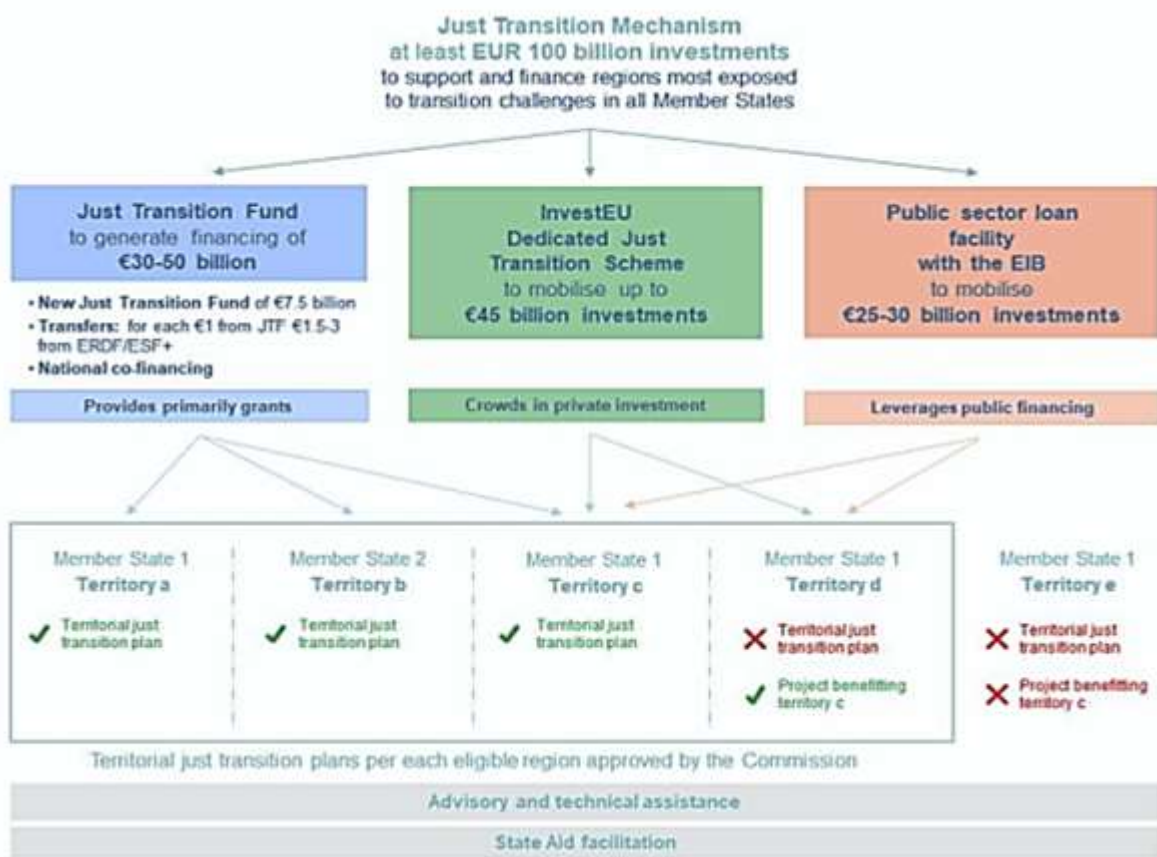 Just Transition Mechanism
at least EUR 100 billion investments
to support and finance regions most exposed
to transition challenges in all Member States
Just Transition Fund
to generate financing of
€30-50 billion
• New Just Transition Fund of €7.5 billion
• Transfers: for each €1 from JTF €1.5-3
from ERDF/ESF+
• National co-financing
Provides primarily grants
InvestEU
Dedicated Just
Transition Scheme
to mobilise up to
€45 billion investments
Crowds in private investment
Public sector loan
facility
with the EIB
to mobilise
€25-30 billion investments
Leverages public financing
Member State 1
Territory a
Territorial just
transition plan
Member State 2
Territory b
Territorial just
transition plan
Member State 1
Territory c
Territorial just
transition plan
Member State 1
Territory d
Territorial just
transition plan
Project benefitting
territory c
Member State 1
Territory e
Territorial just
transition plan
Project benefitting
territory c
Territorial just transition plans per each eligible region approved by the Commission
Advisory and technical assistance
State Aid facilitation